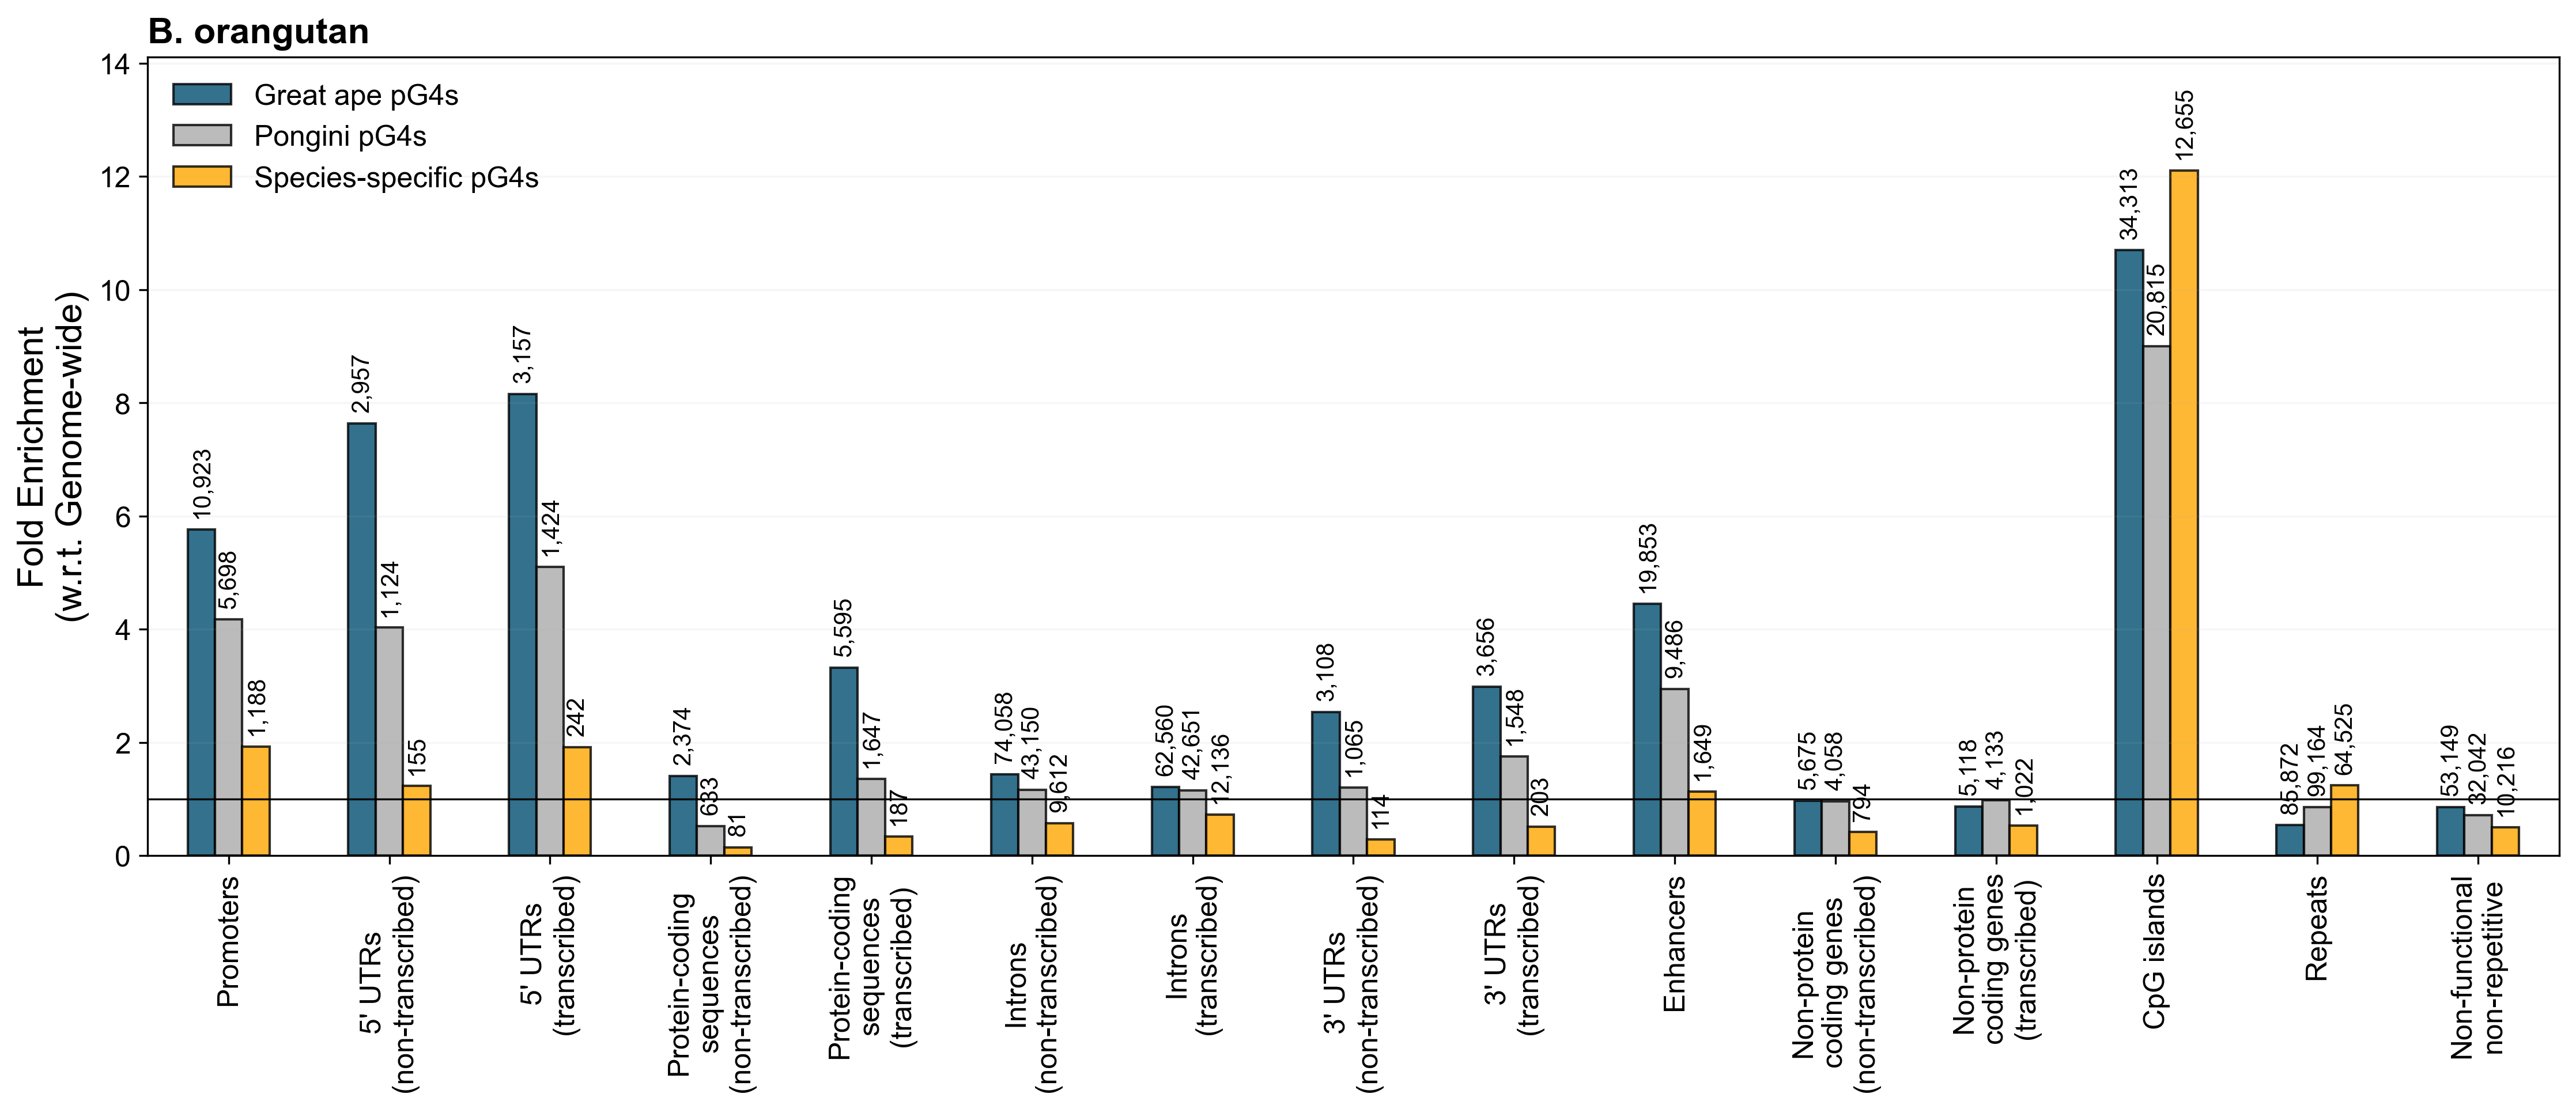 B. orangutan
Great ape pG4s
Pongini pG4s
Species-specific pG4s
Fold Enrichment
(w.r.t. Genome-wide)
14
12
10
8
6
4
2
0
10,923
5,698
1,188
2,957
1,124
155
3,157
1,424
242
2,374
633
81
5,595
1,647
187
74,058
43,150
9,612
62,560
42,651
12,136
3,108
1,065
114
3,656
1,548
203
19,853
9,486
1,649
5,675
4,058
794
5,118
4,133
1,022
34,313
20,815
12,655
85,872
99,164
64,525
53,149
32,042
10,216
Promoters
5' UTRs
(non-transcribed)
5' UTRs
(transcribed)
Protein-coding
sequences
(non-transcribed)
Protein-coding
sequences
(transcribed)
Introns
(non-transcribed)
Introns
(transcribed)
3' UTRs
(non-transcribed)
3' UTRs
(transcribed)
Enhancers
Non-protein
coding genes
(non-transcribed)
Non-protein
coding genes
(transcribed)
CpG islands
Repeats
Non-functional
non-repetitive